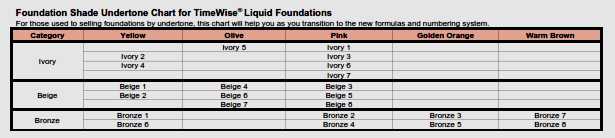 Foundation Shade Undertone Chart for TimeWise® Liquid Foundations
For those used to selling foundations by undertone, this chart will help you as you transition to the new formulas and numbering system.
Category Yellow Olive Pink Golden Orange Warm Brown
Ivory 5 Ivory 1
Ivory 2 Ivory 3
Ivory
Ivory 4 Ivory 6
Ivory 7
Beige 1 Beige 4 Beige 3
Beige Beige 2 Beige 6 Beige 5
Beige 7 Beige 8
Bronze 1 Bronze 2 Bronze 3 Bronze 7
Bronze
Bronze 6 Bronze 4 Bronze 5 Bronze 8